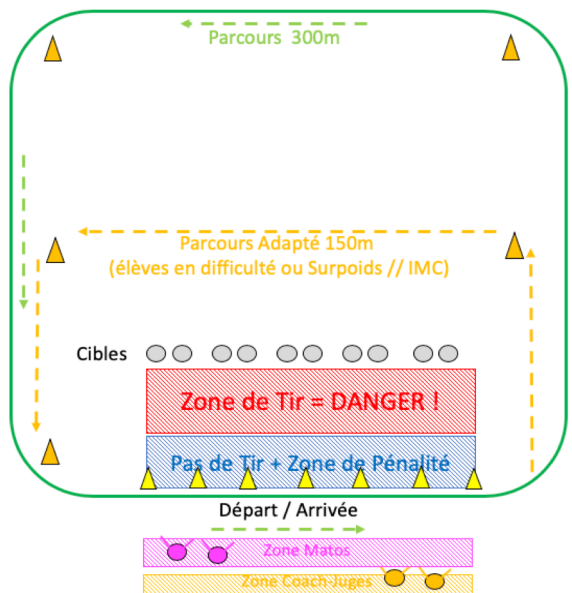 Parcours 300m
Parcours Adapté 150m
(élèves en difficulté ou Surpoids // IMC)
Cibles
Zone de Tir = DANGER !
Pas de Tir + Zone de Pénalité
Départ / Arrivée
Zone Matos
Zone Coach-Juges